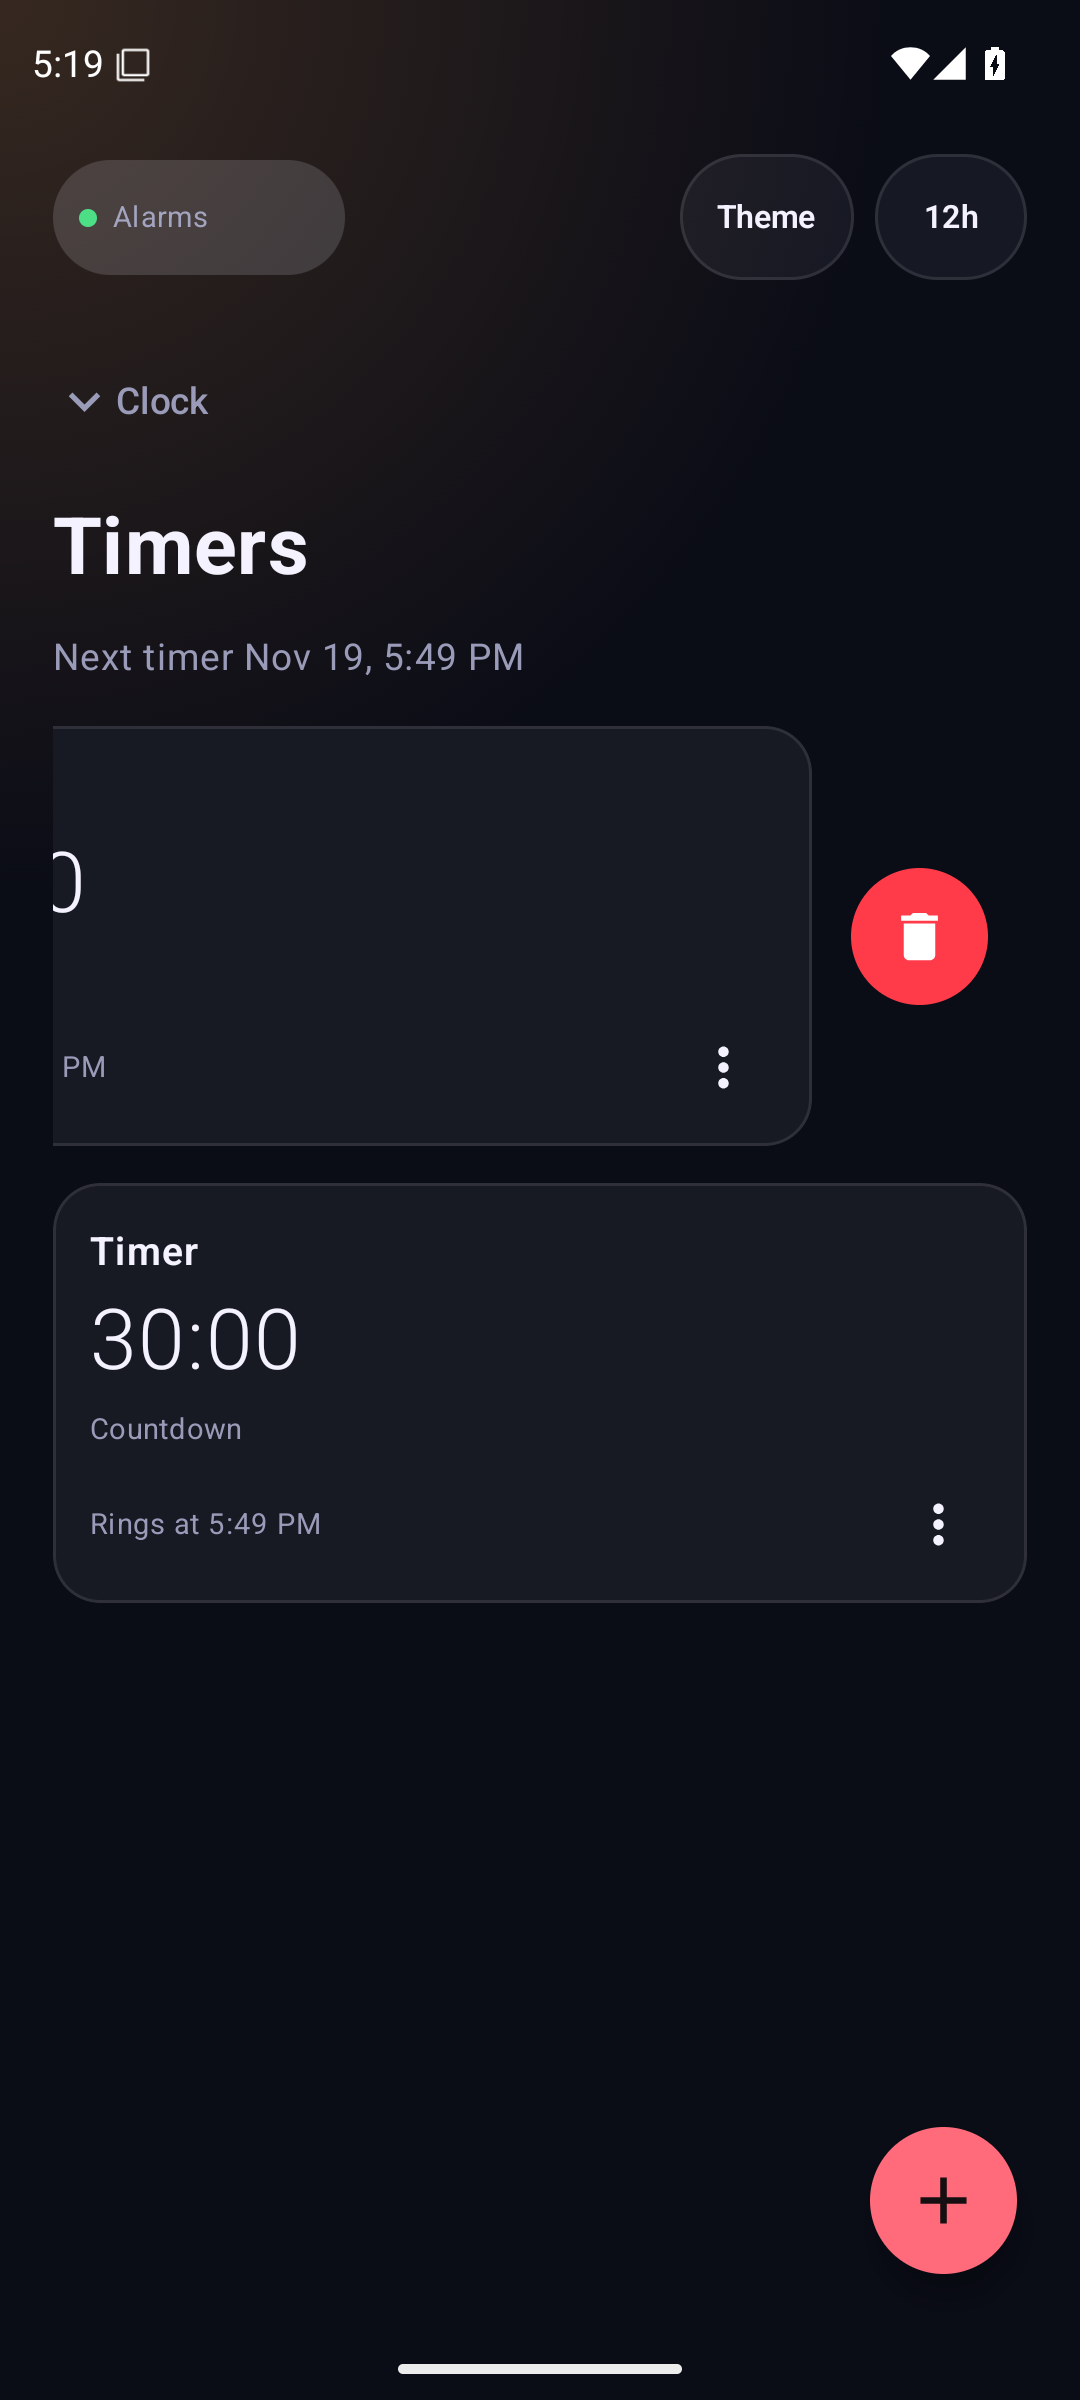 5:19
Alarms
Theme
12h
Clock
Timers
Next timer Nov 19, 5:49 PM
0
PM
Timer
30:00
Countdown
Rings at 5:49 PM